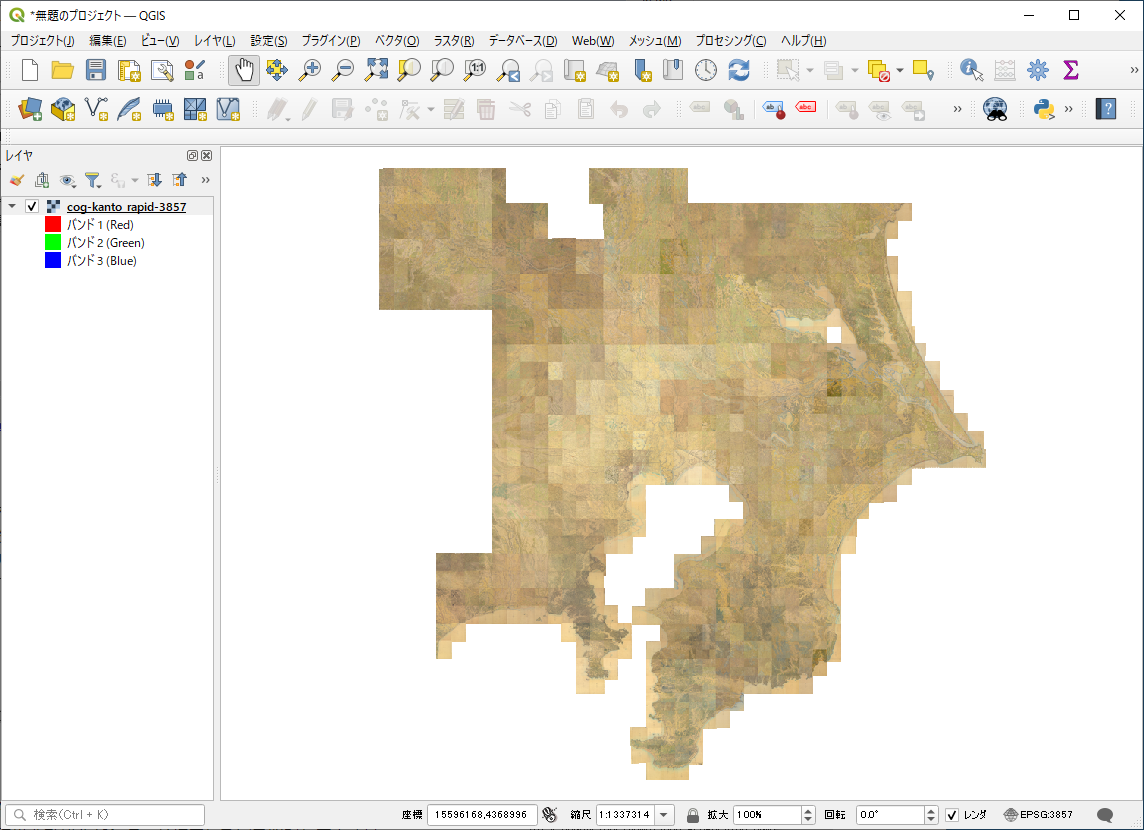 *無題のプロジェクト — QGIS
プロジェクト(J) 編集(E) ビュー(V) レイヤ(L) 設定(S) プラグイン(P) ベクタ(O) ラスタ(R) データベース(D) Web(W) メッシュ(M) プロセシング(C) ヘルプ(H)
レイヤ
cog-kanto_rapid-3857
バンド 1 (Red)
バンド 2 (Green)
バンド 3 (Blue)
検索(Ctrl + K) 座標 15596168,4368996 縮尺 1:1337314 拡大 100% 回転 0.0° レンダ EPSG:3857